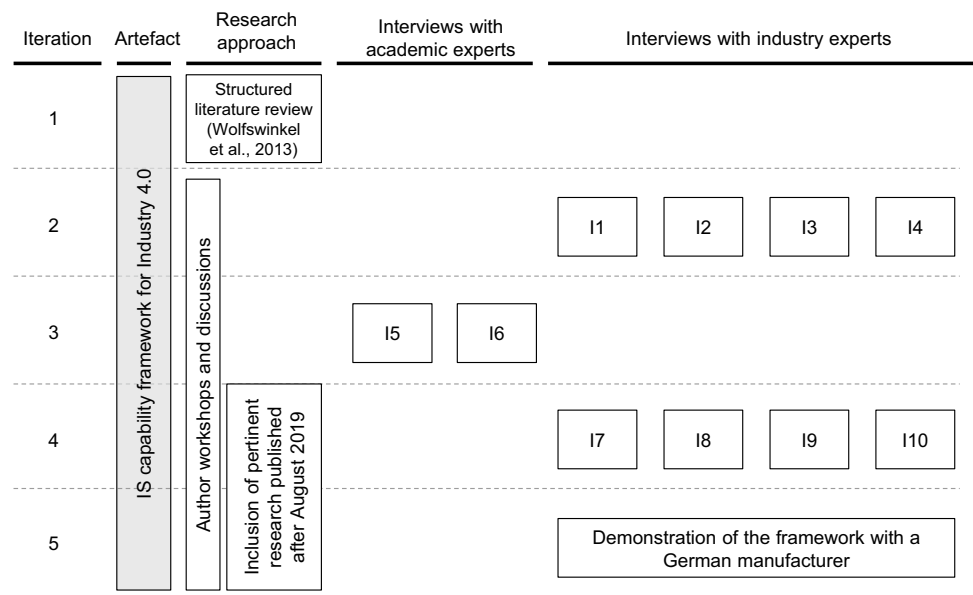 Iteration
Artefact
Research
approach
Interviews with
academic experts
Interviews with industry experts
1
Structured
literature review
(Wolfswinkel
et al., 2013)
IS capability framework for Industry 4.0
Author workshops and discussions
2
I1
I2
I3
I4
3
I5
I6
4
Inclusion of pertinent
research published
after August 2019
I7
I8
I9
I10
5
Demonstration of the framework with a
German manufacturer